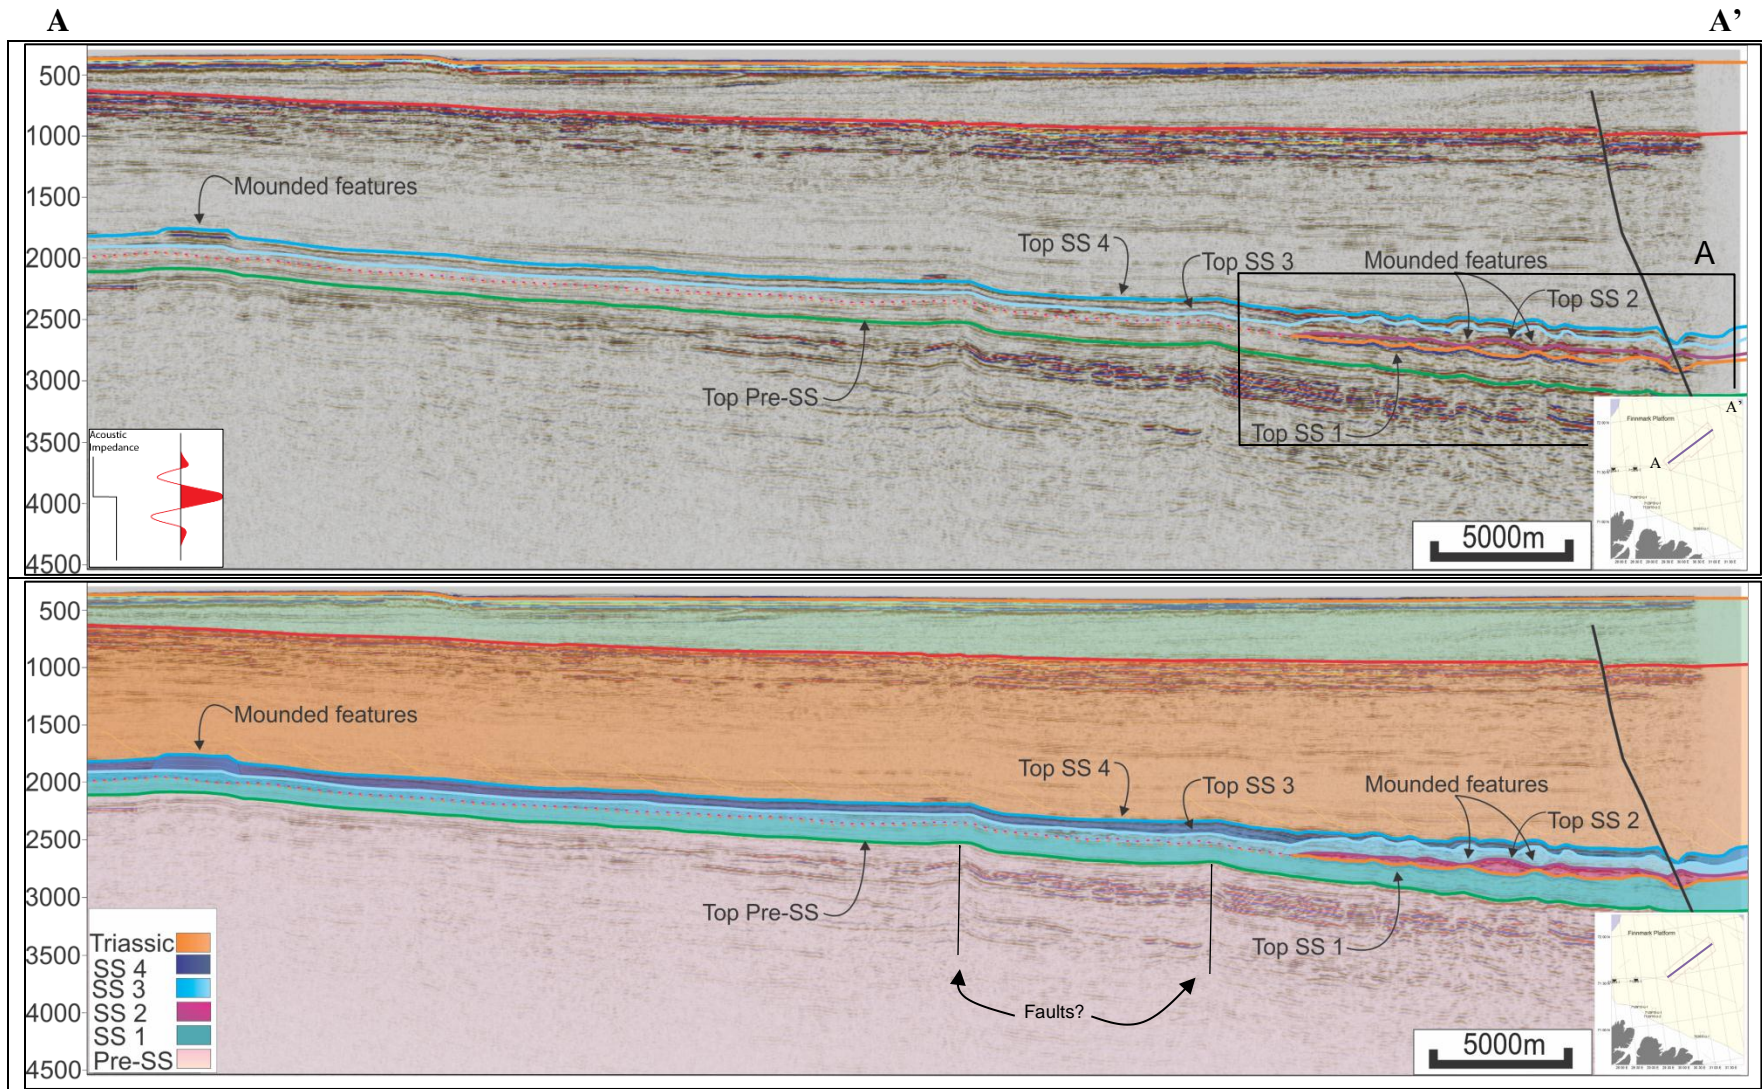 A A’
500
1000
1500
2000
2500
3000
3500
4000
4500
Mounded features
Top SS 4
Top SS 3
Mounded features
A
Top SS 2
Top Pre-SS
Top SS 1
Acoustic
Impedance
5000m
Finnmark Platform
A’
A
500
1000
1500
2000
2500
3000
3500
4000
4500
Mounded features
Top SS 4
Top SS 3
Mounded features
Top SS 2
Top Pre-SS
Top SS 1
Faults?
Triassic
SS 4
SS 3
SS 2
SS 1
Pre-SS
5000m
Finnmark Platform